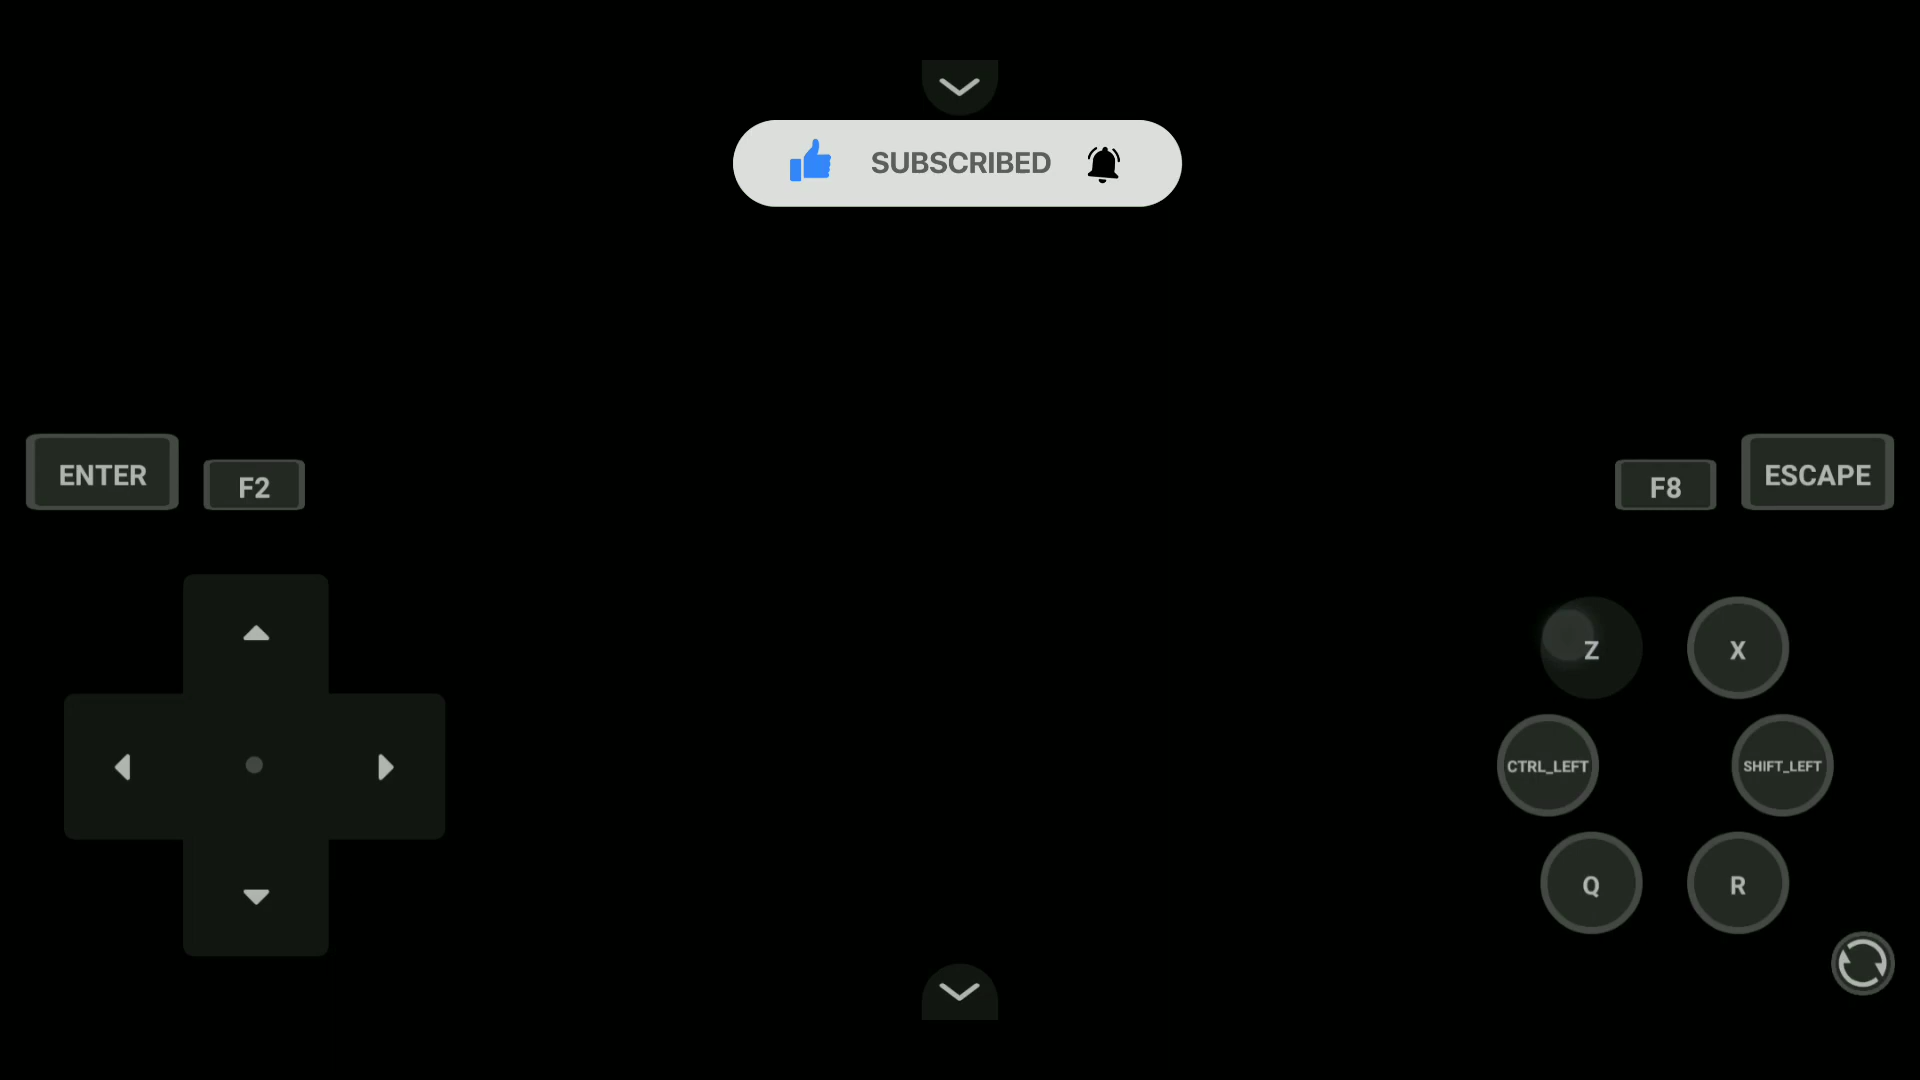 SUBSCRIBED
ENTER
F2
F8
ESCAPE
Z
X
CTRL_LEFT
SHIFT_LEFT
Q
R